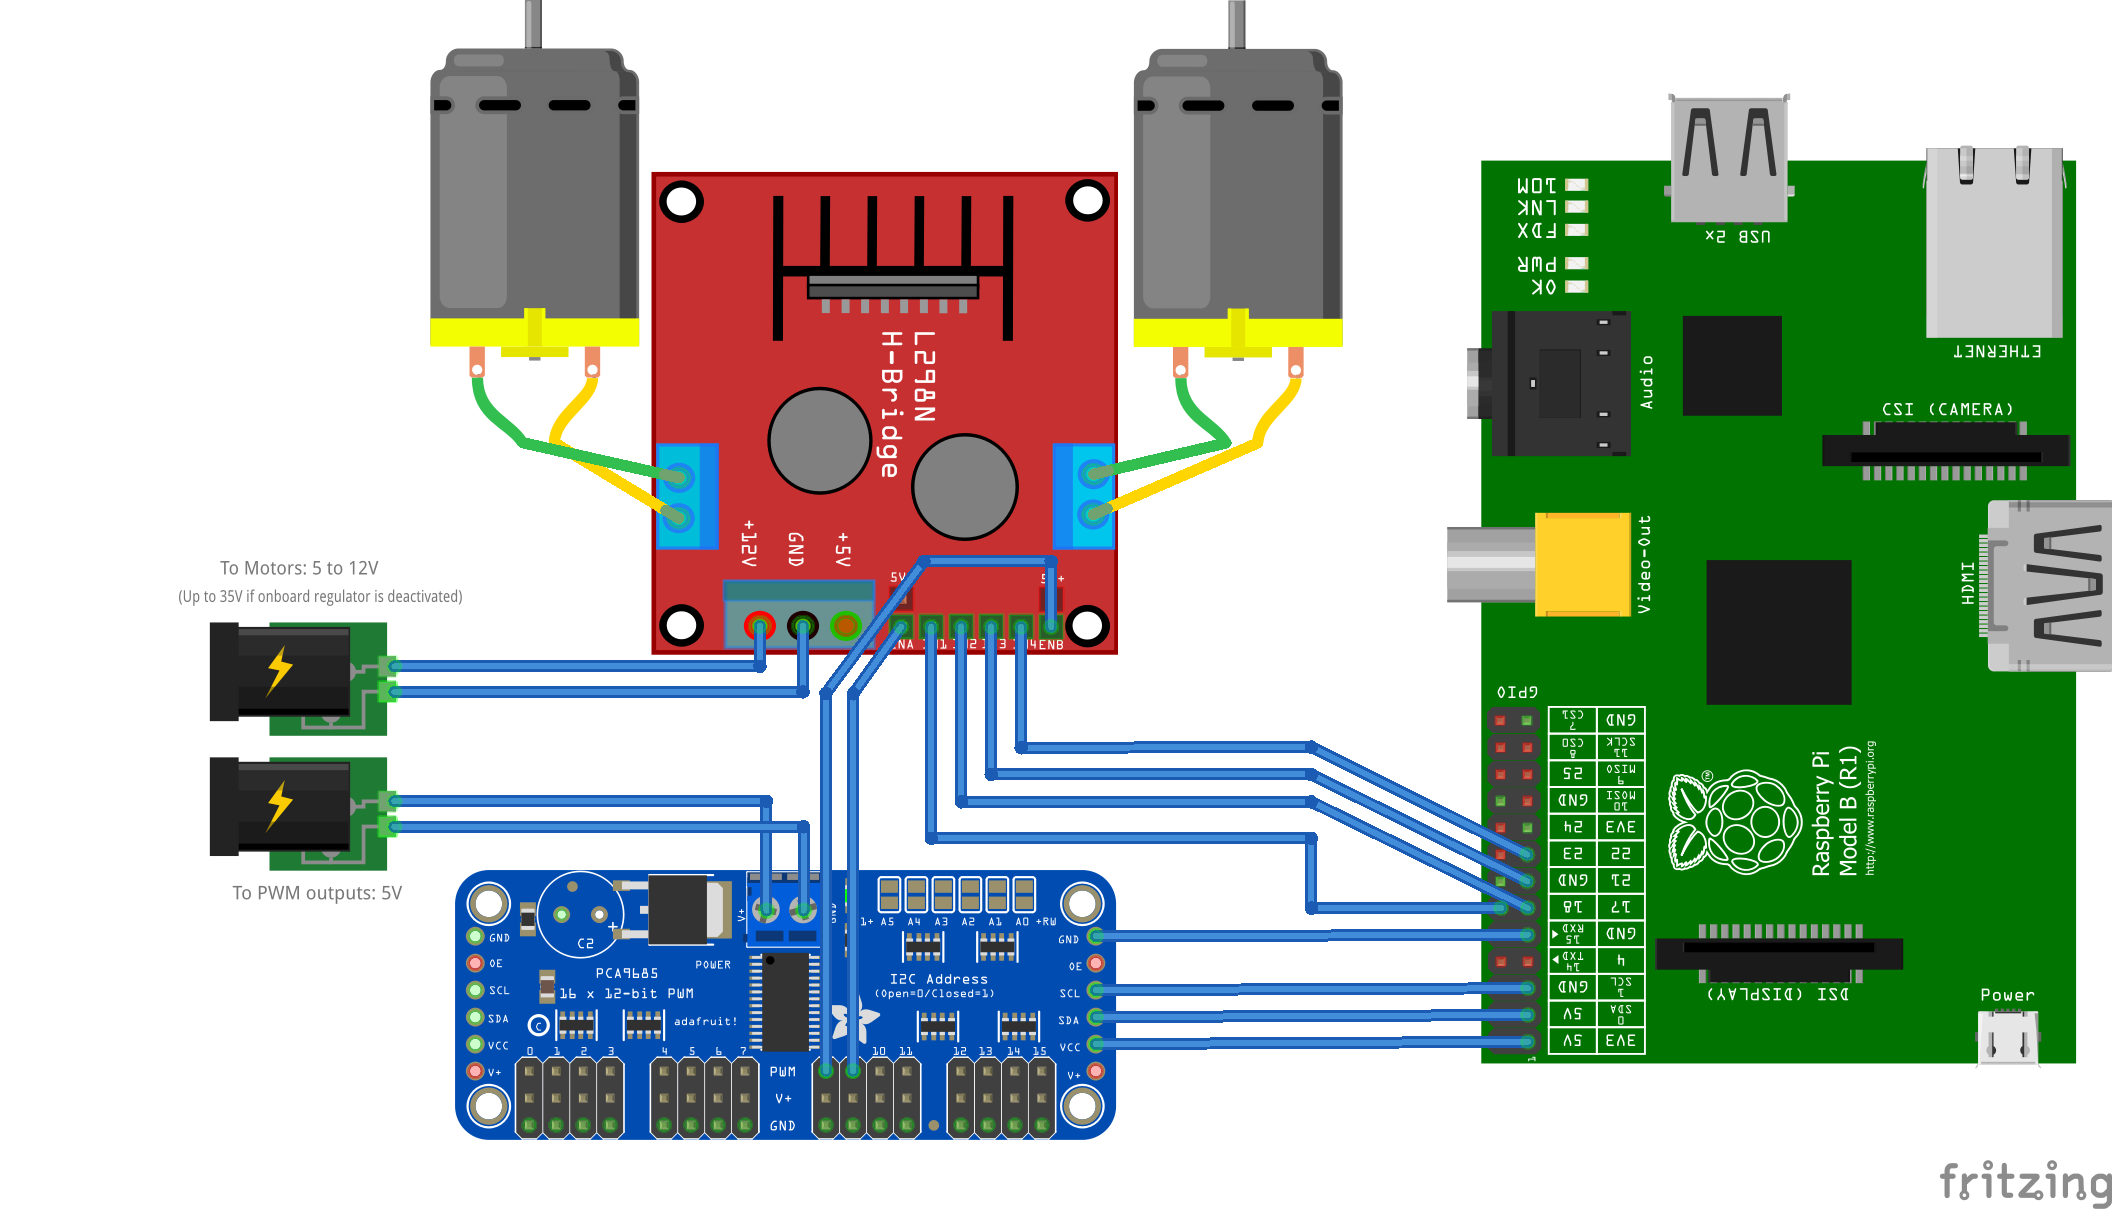 To Motors: 5 to 12V
(Up to 35V if onboard regulator is deactivated)
To PWM outputs: 5V
L298N
H-Bridge
+12V
GND
+5V
5V
ENB
10M
LNK
FDX
PWR
OK
USB 2x
ETHERNET
Audio
CSI (CAMERA)
Video-Out
HDMI
GPIO
7
CS1
GND
8
CS0
11
SCLK
25
9
MISO
GND
10
MOSI
24
3V3
23
22
GND
21
18
17
15
RXD
GND
14
TXD
4
GND
1
SCL
5V
0
SDA
5V
3V3
1
Raspberry Pi
Model B (R1)
http://www.raspberrypi.org
DSI (DISPLAY)
Power
GND
OE
SCL
SDA
VCC
V+
C2
+
PCA9685
16 x 12-bit PWM
POWER
V+
GND
adafruit!
C
A5 A4 A3 A2 A1 A0 +RW
I2C Address
(Open=0/Closed=1)
GND
OE
SCL
SDA
VCC
V+
0 1 2 3 4 5 6 7 10 11 12 13 14 15
PWM
V+
GND
fritzing